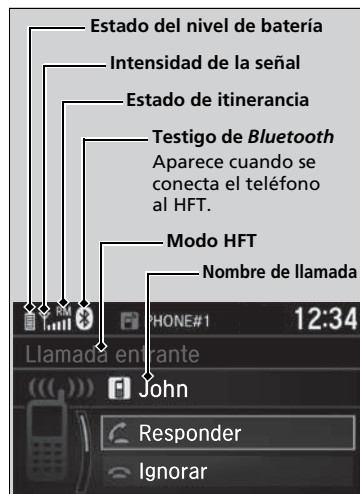 Estado del nivel de batería
Intensidad de la señal
Estado de itinerancia
Testigo de Bluetooth
Aparece cuando se
conecta el teléfono
al HFT.
Modo HFT
Nombre de llamada
RM
PHONE#1
12:34
Llamada entrante
John
Responder
Ignorar